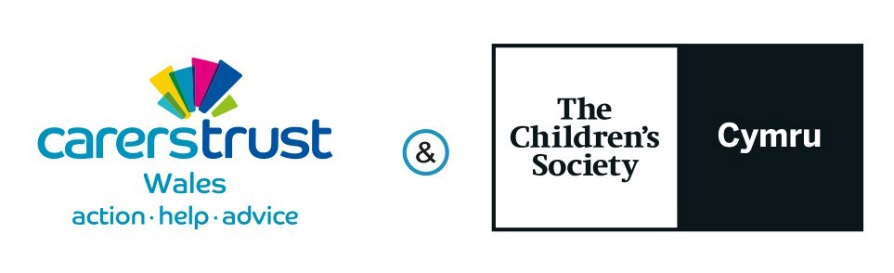 carerstrust
Wales
action · help · advice
&
The
Children's
Society
Cymru